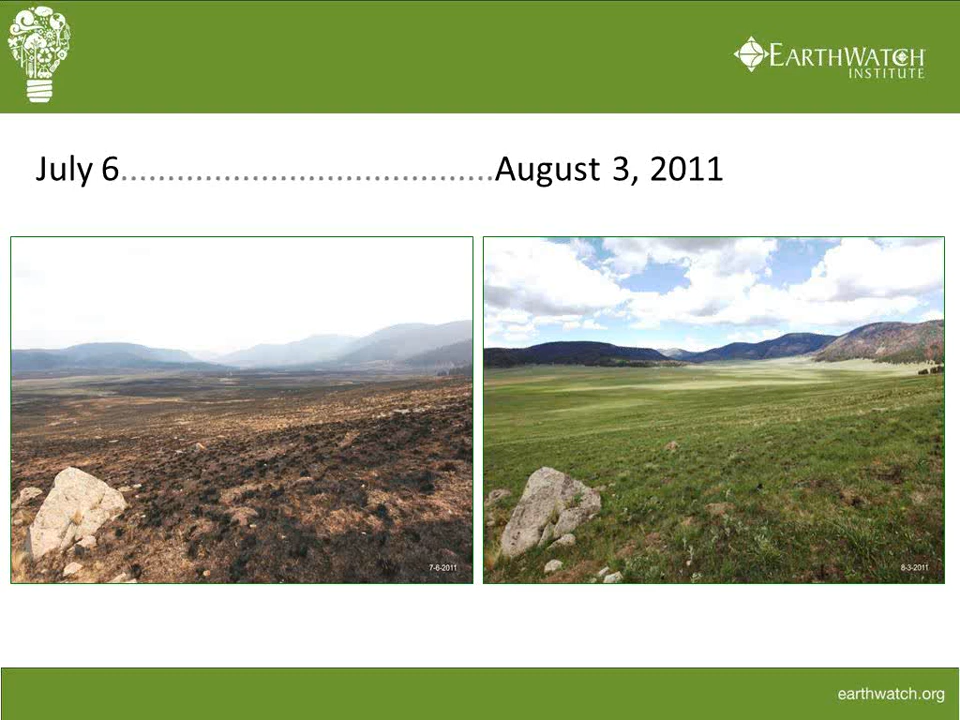 EARTHWATCH
INSTITUTE
July 6........................................August 3, 2011
7-6-2011
8-3-2011
earthwatch.org